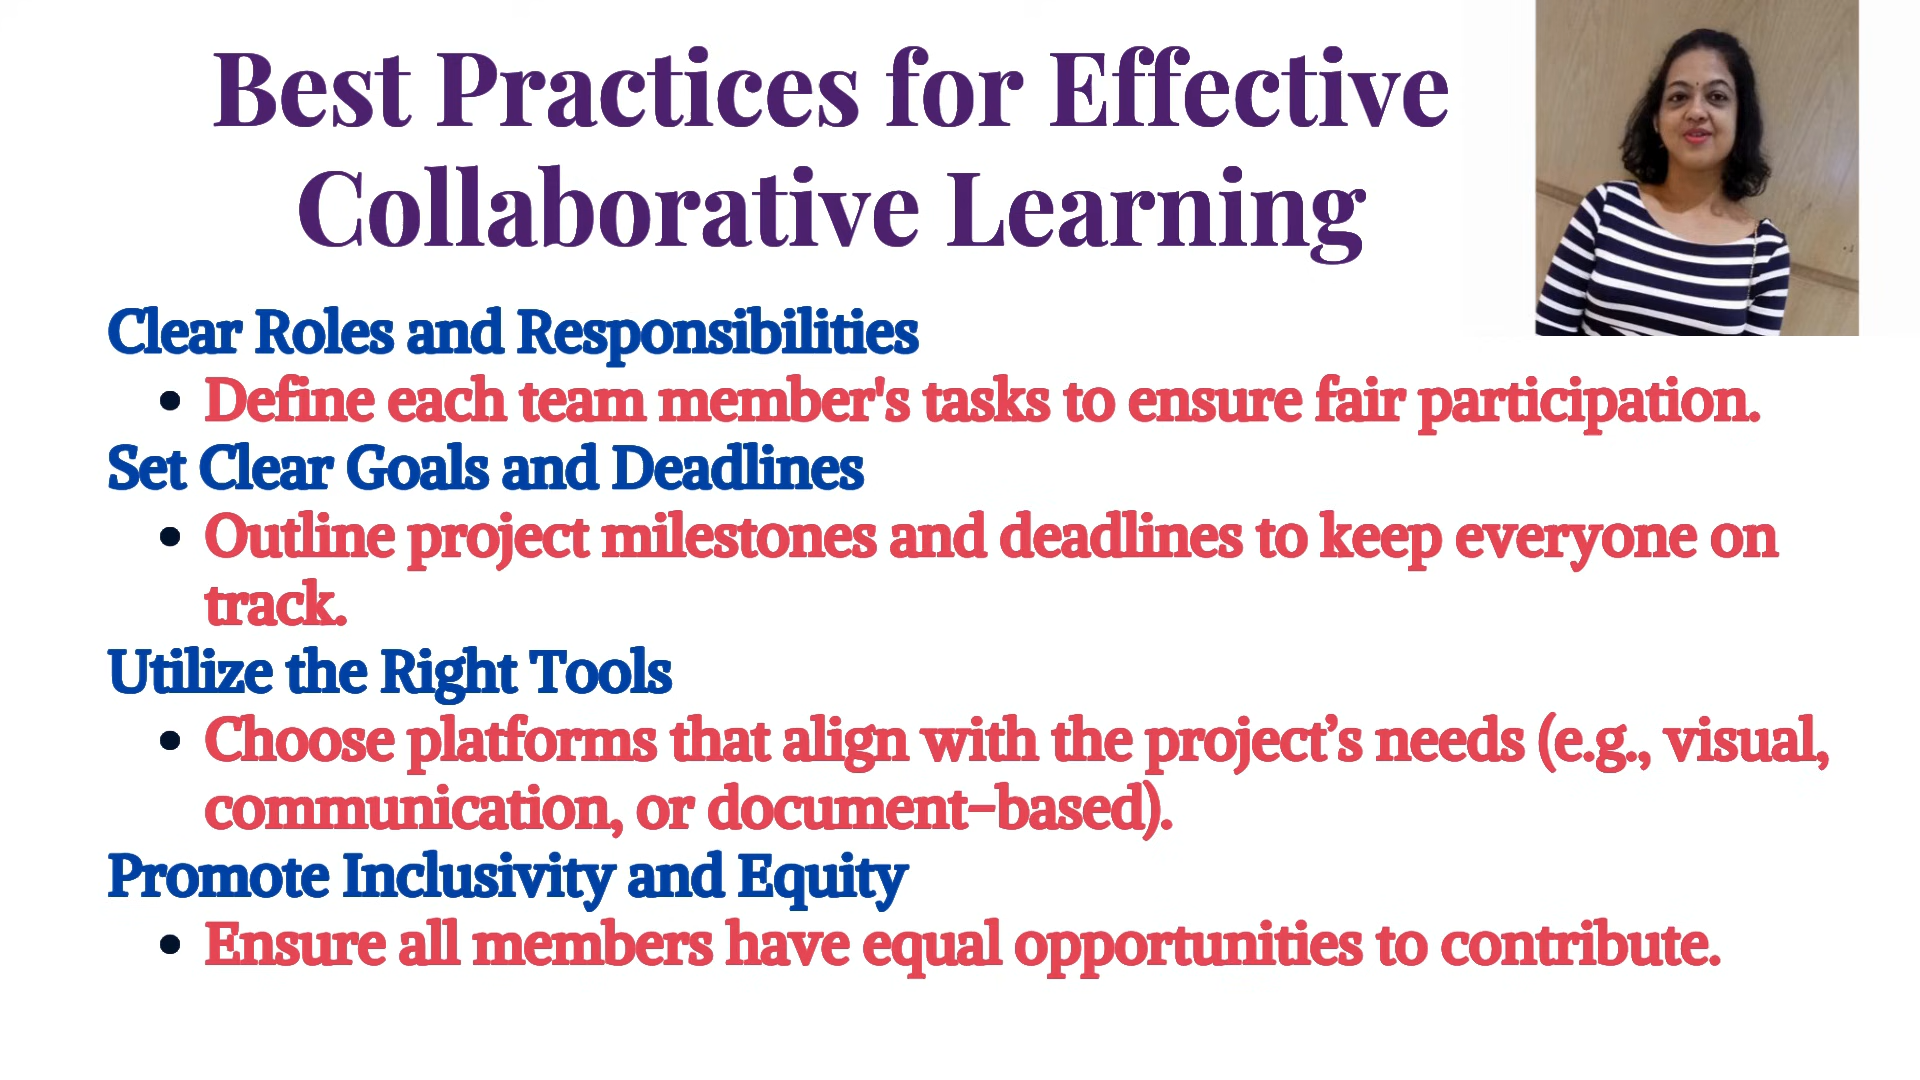 Best Practices for Effective
Collaborative Learning
Clear Roles and Responsibilities
• Define each team member's tasks to ensure fair participation.
Set Clear Goals and Deadlines
• Outline project milestones and deadlines to keep everyone on
track.
Utilize the Right Tools
• Choose platforms that align with the project’s needs (e.g., visual,
communication, or document-based).
Promote Inclusivity and Equity
• Ensure all members have equal opportunities to contribute.